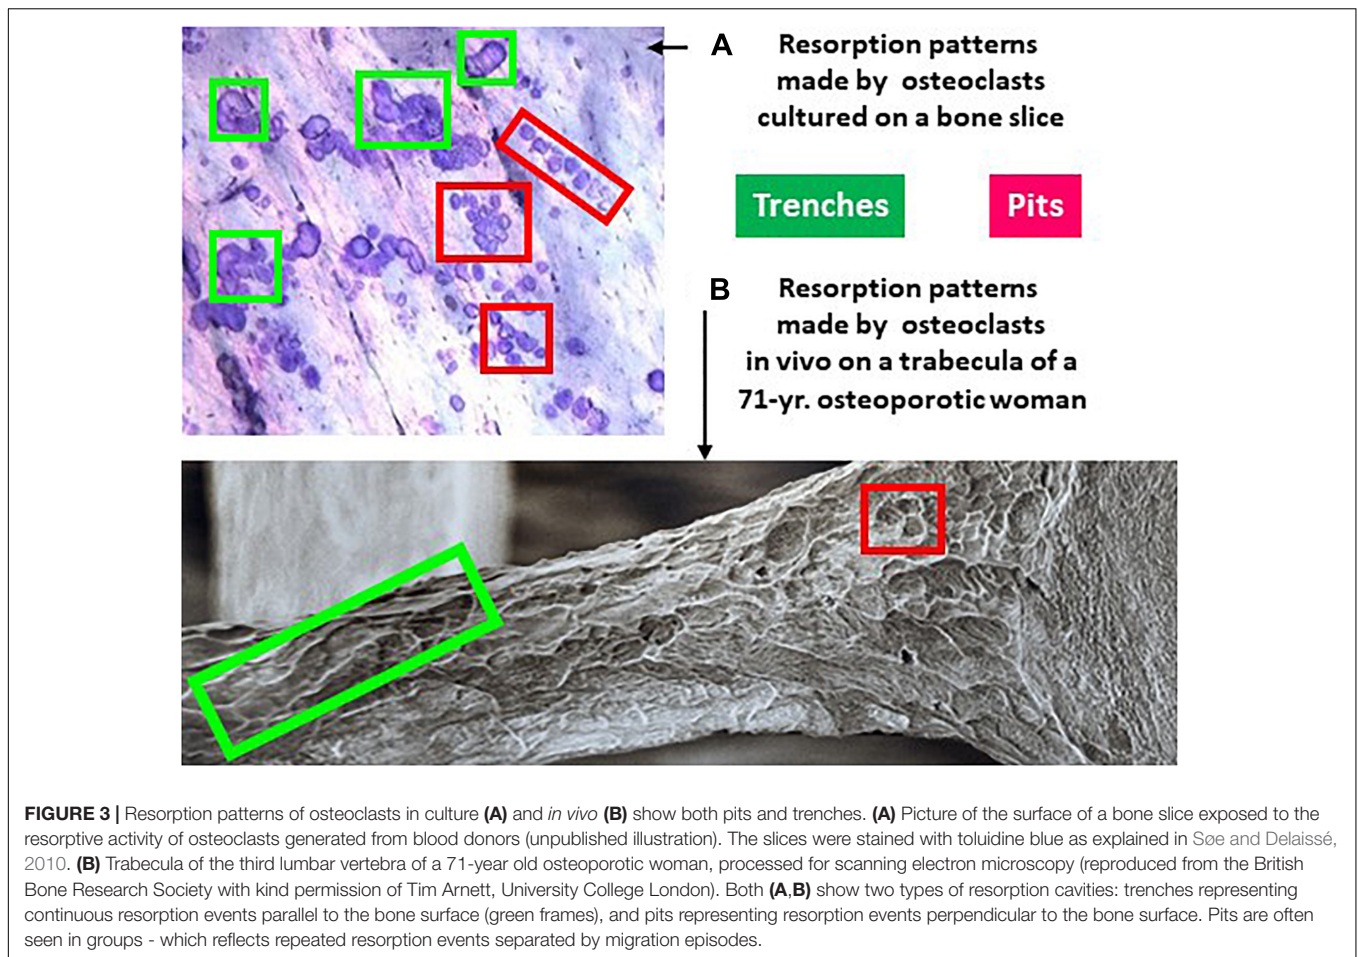 A
Resorption patterns
made by osteoclasts
cultured on a bone slice
Trenches
Pits
B
Resorption patterns
made by osteoclasts
in vivo on a trabecula of a
71-yr. osteoporotic woman
FIGURE 3 | Resorption patterns of osteoclasts in culture (A) and in vivo (B) show both pits and trenches. (A) Picture of the surface of a bone slice exposed to the
resorptive activity of osteoclasts generated from blood donors (unpublished illustration). The slices were stained with toluidine blue as explained in Søe and Delaissé,
2010. (B) Trabecula of the third lumbar vertebra of a 71-year old osteoporotic woman, processed for scanning electron microscopy (reproduced from the British
Bone Research Society with kind permission of Tim Arnett, University College London). Both (A,B) show two types of resorption cavities: trenches representing
continuous resorption events parallel to the bone surface (green frames), and pits representing resorption events perpendicular to the bone surface. Pits are often
seen in groups - which reflects repeated resorption events separated by migration episodes.